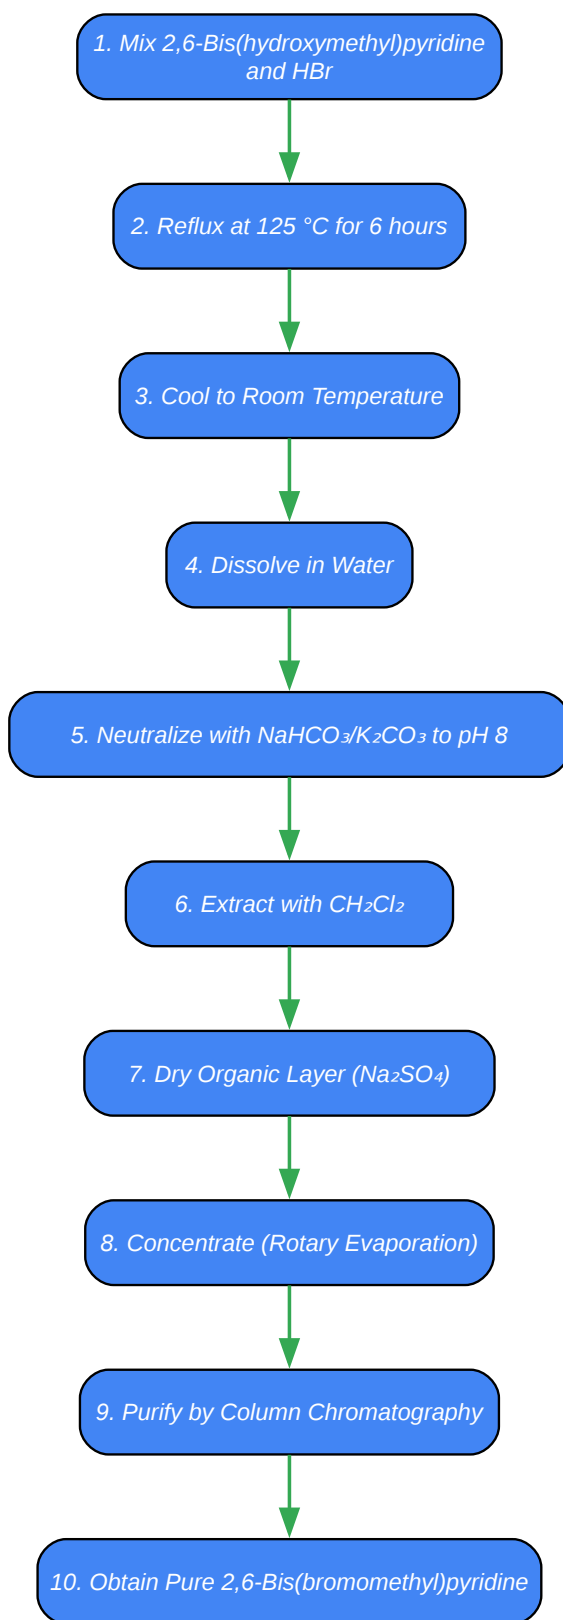 1. Mix 2,6-Bis(hydroxymethyl)pyridine
and HBr
2. Reflux at 125 °C for 6 hours
3. Cool to Room Temperature
4. Dissolve in Water
5. Neutralize with NaHCO₃/K₂CO₃ to pH 8
6. Extract with CH₂Cl₂
7. Dry Organic Layer (Na₂SO₄)
8. Concentrate (Rotary Evaporation)
9. Purify by Column Chromatography
10. Obtain Pure 2,6-Bis(bromomethyl)pyridine